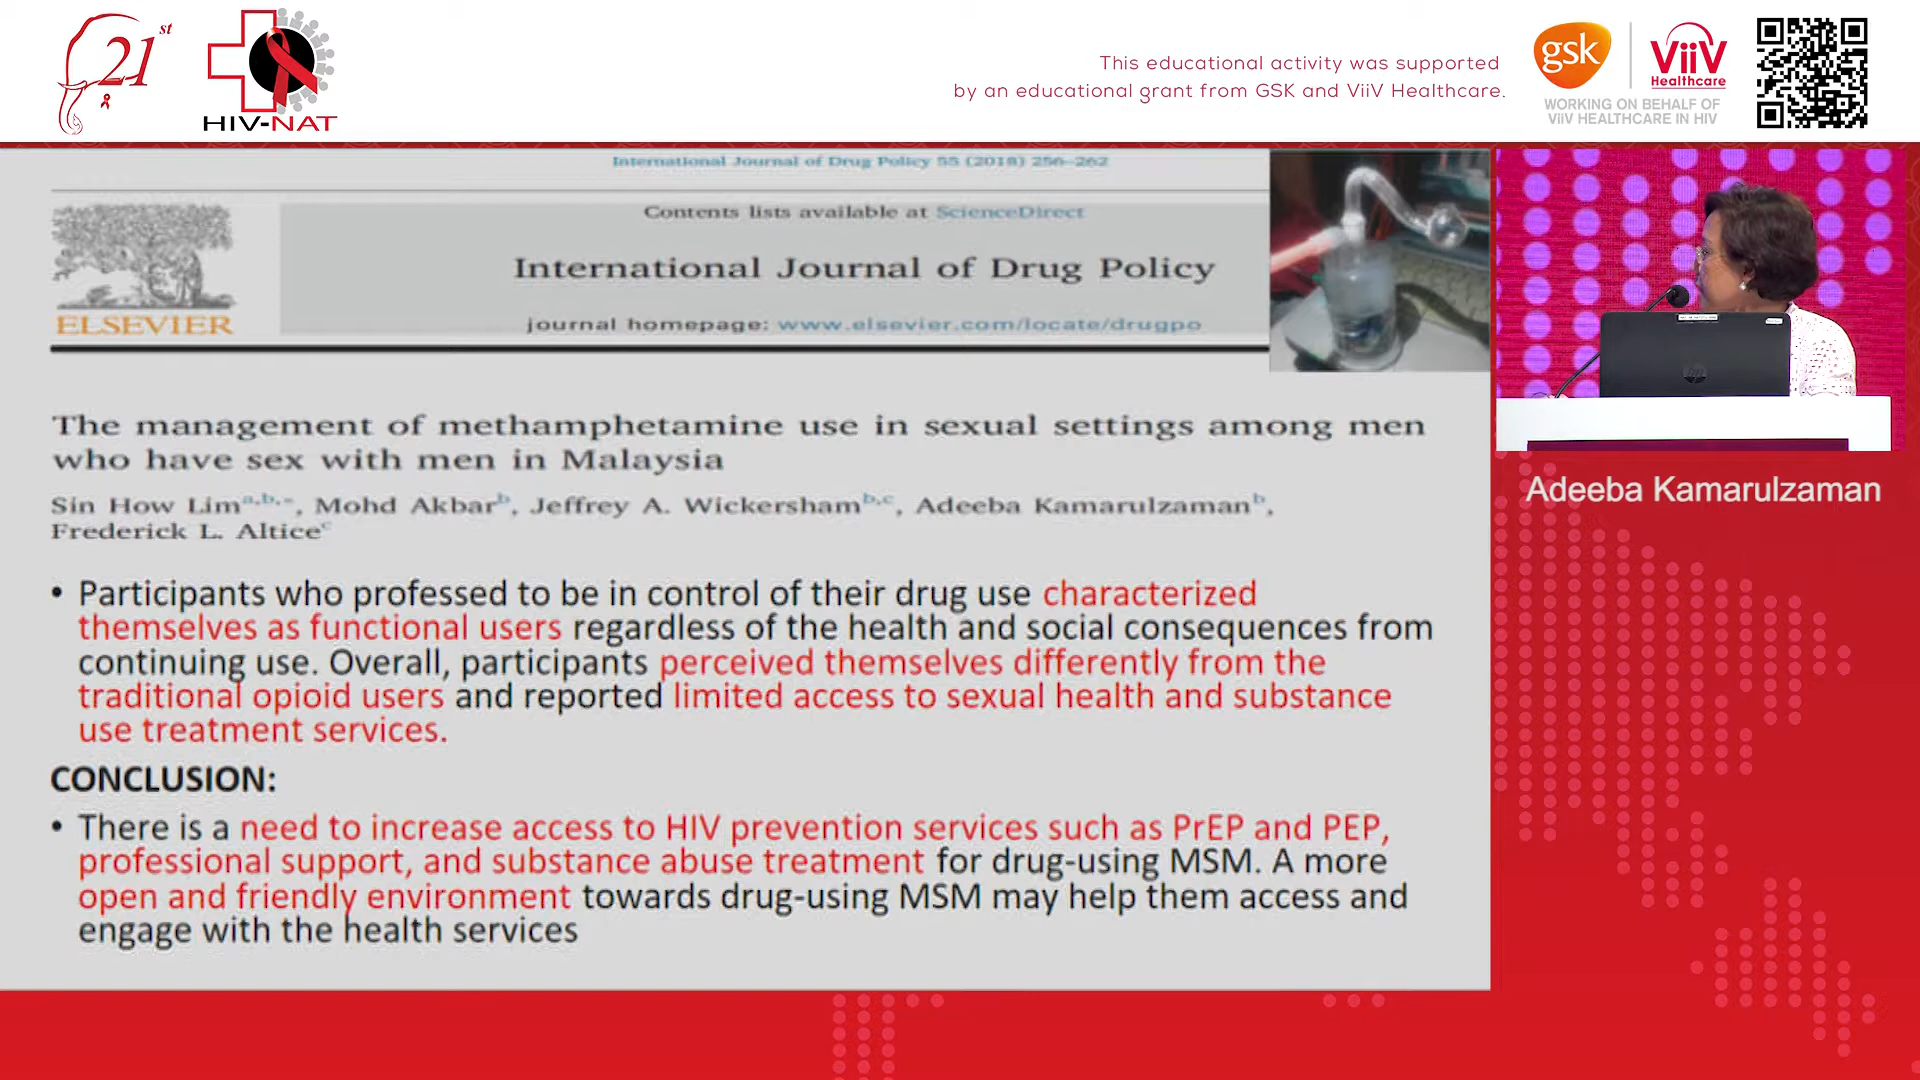 21st
HIV-NAT
This educational activity was supported
by an educational grant from GSK and ViiV Healthcare.
gsk
ViiV
Healthcare
WORKING ON BEHALF OF
ViiV HEALTHCARE IN HIV
International Journal of Drug Policy 55 (2018) 256–262
Contents lists available at ScienceDirect
International Journal of Drug Policy
journal homepage: www.elsevier.com/locate/drugpo
ELSEVIER
The management of methamphetamine use in sexual settings among men
who have sex with men in Malaysia
Sin How Lim a,b,*, Mohd Akbar b, Jeffrey A. Wickersham b,c, Adeeba Kamarulzaman b,
Frederick L. Altice c
• Participants who professed to be in control of their drug use characterized
themselves as functional users regardless of the health and social consequences from
continuing use. Overall, participants perceived themselves differently from the
traditional opioid users and reported limited access to sexual health and substance
use treatment services.
CONCLUSION:
• There is a need to increase access to HIV prevention services such as PrEP and PEP,
professional support, and substance abuse treatment for drug-using MSM. A more
open and friendly environment towards drug-using MSM may help them access and
engage with the health services
hp
Adeeba Kamarulzaman